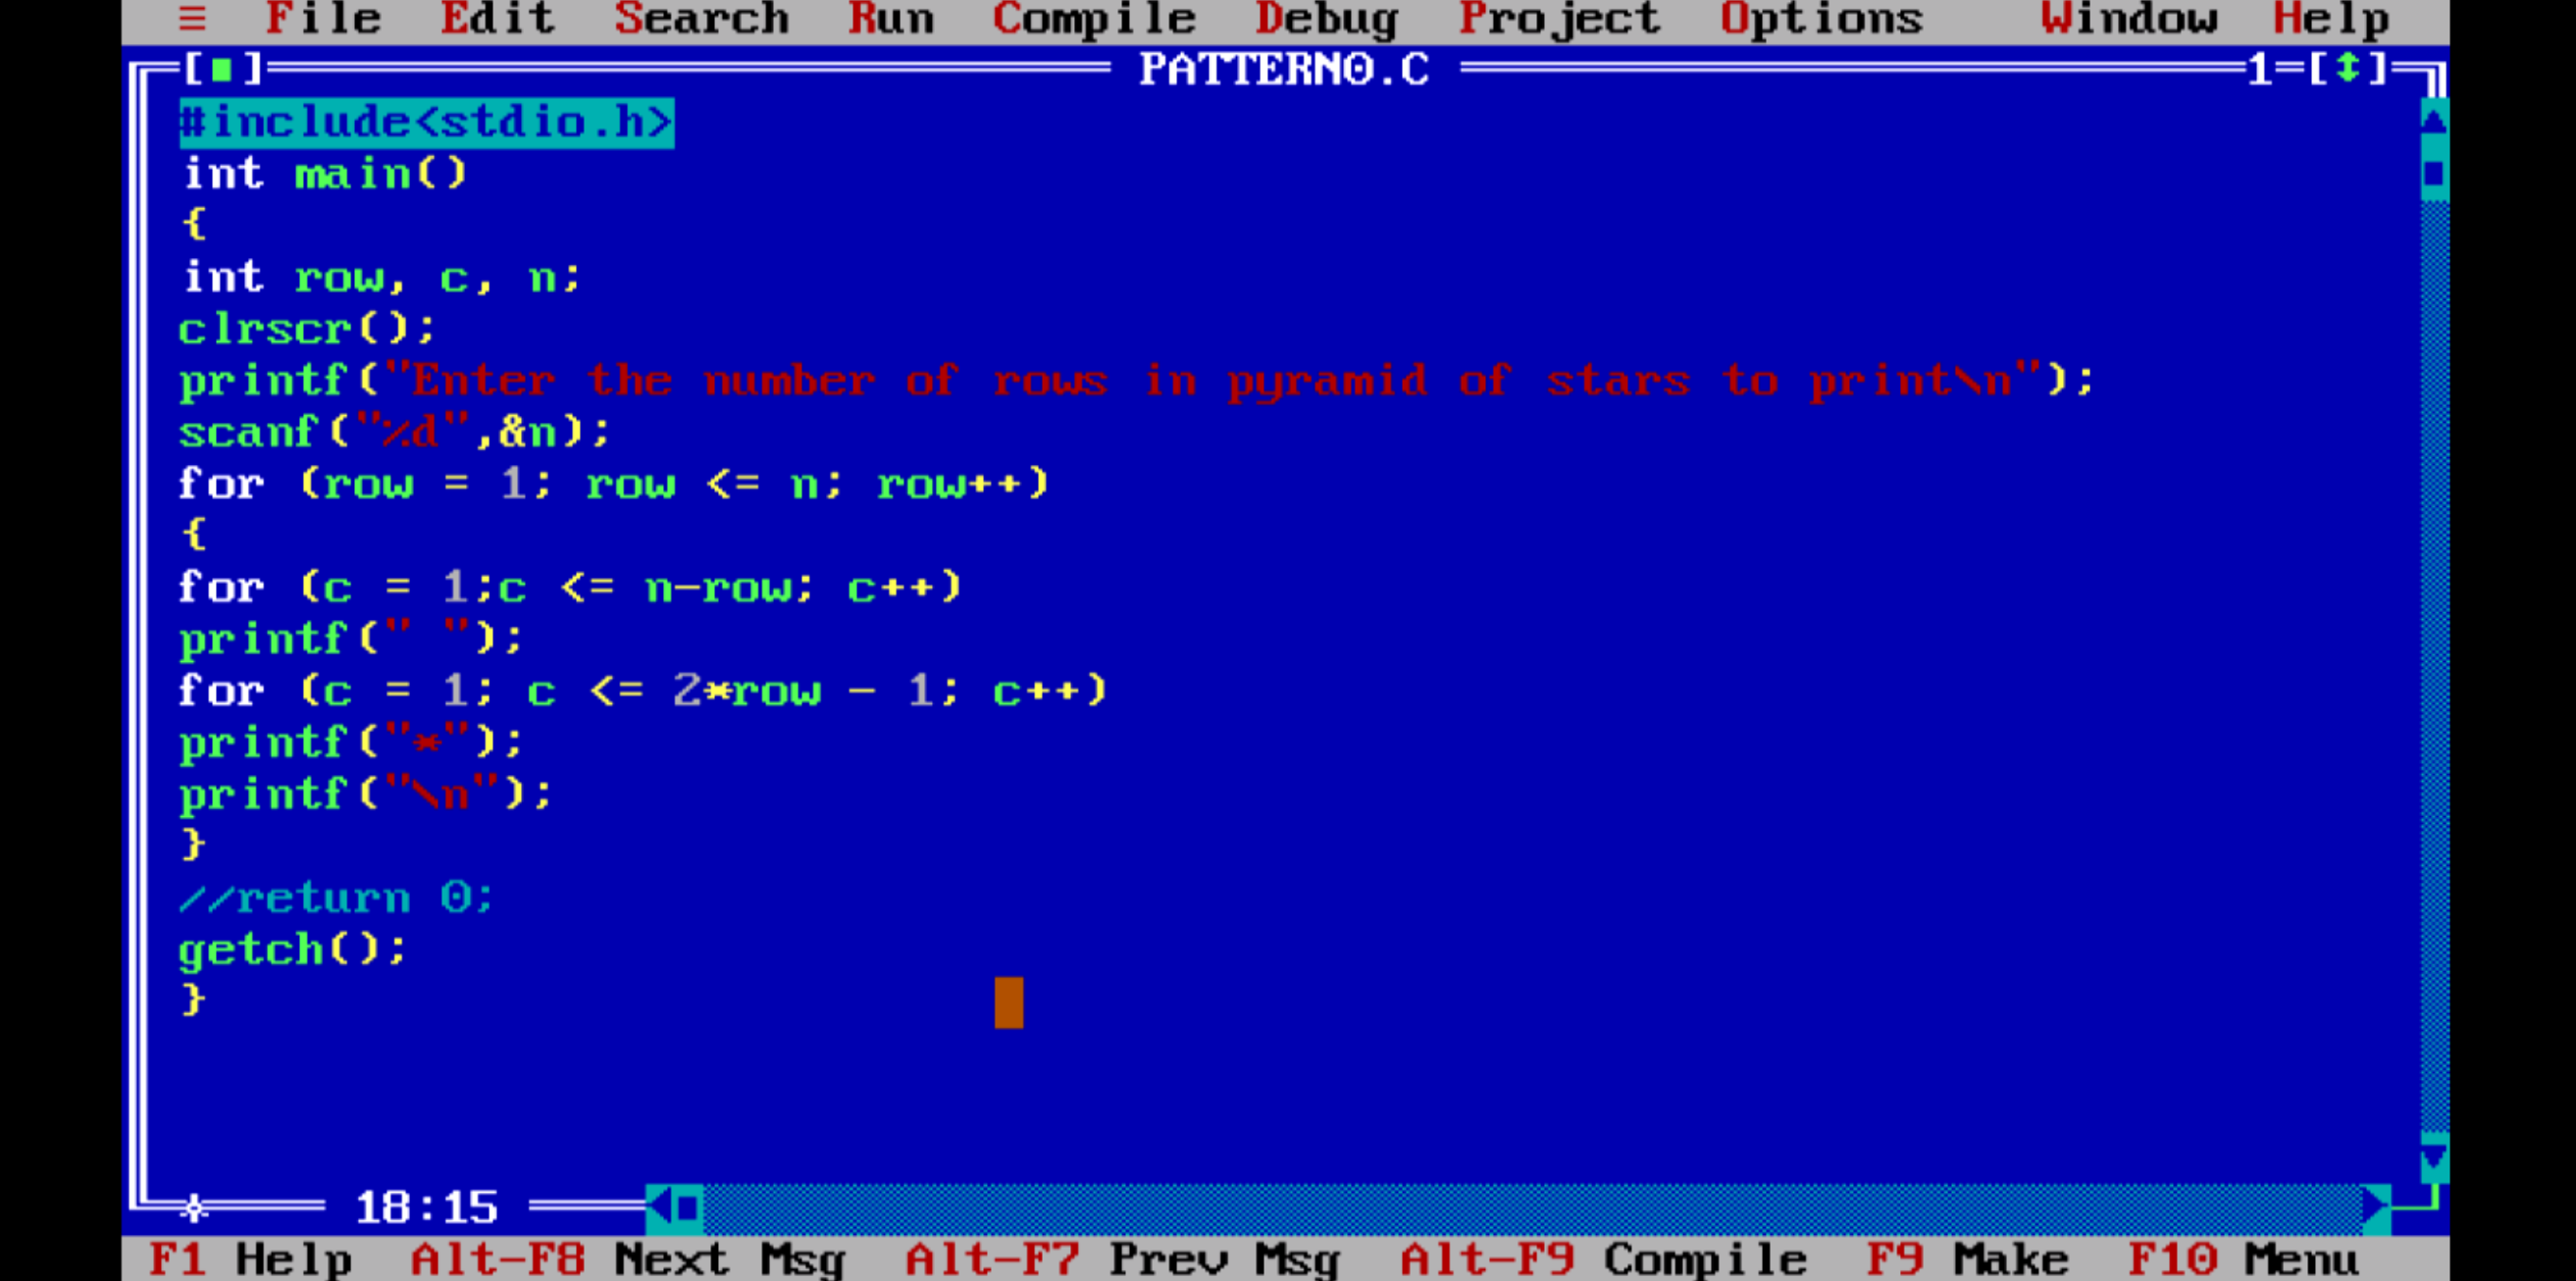 ≡ File Edit Search Run Compile Debug Project Options Window Help
[■] PATTERN0.C 1=[↕]
#include<stdio.h>
int main()
{
int row, c, n;
clrscr();
printf("Enter the number of rows in pyramid of stars to print\n");
scanf("%d",&n);
for (row = 1; row <= n; row++)
{
for (c = 1;c <= n-row; c++)
printf(" ");
for (c = 1; c <= 2*row - 1; c++)
printf("*");
printf("\n");
}
//return 0;
getch();
}
18:15
F1 Help Alt-F8 Next Msg Alt-F7 Prev Msg Alt-F9 Compile F9 Make F10 Menu